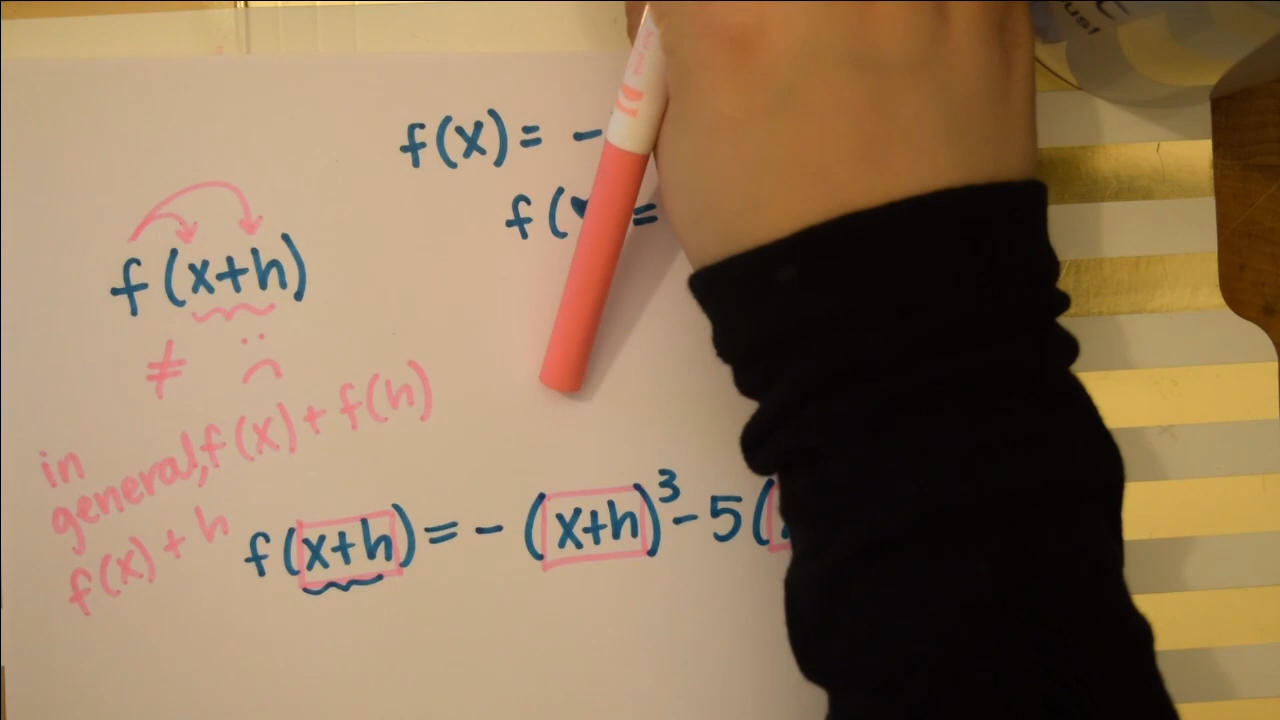 f(x) = -
f( =
f(x+h)
≠
in general, f(x) + f(h)
f(x) + h
f(x+h) = - (x+h)³ - 5(